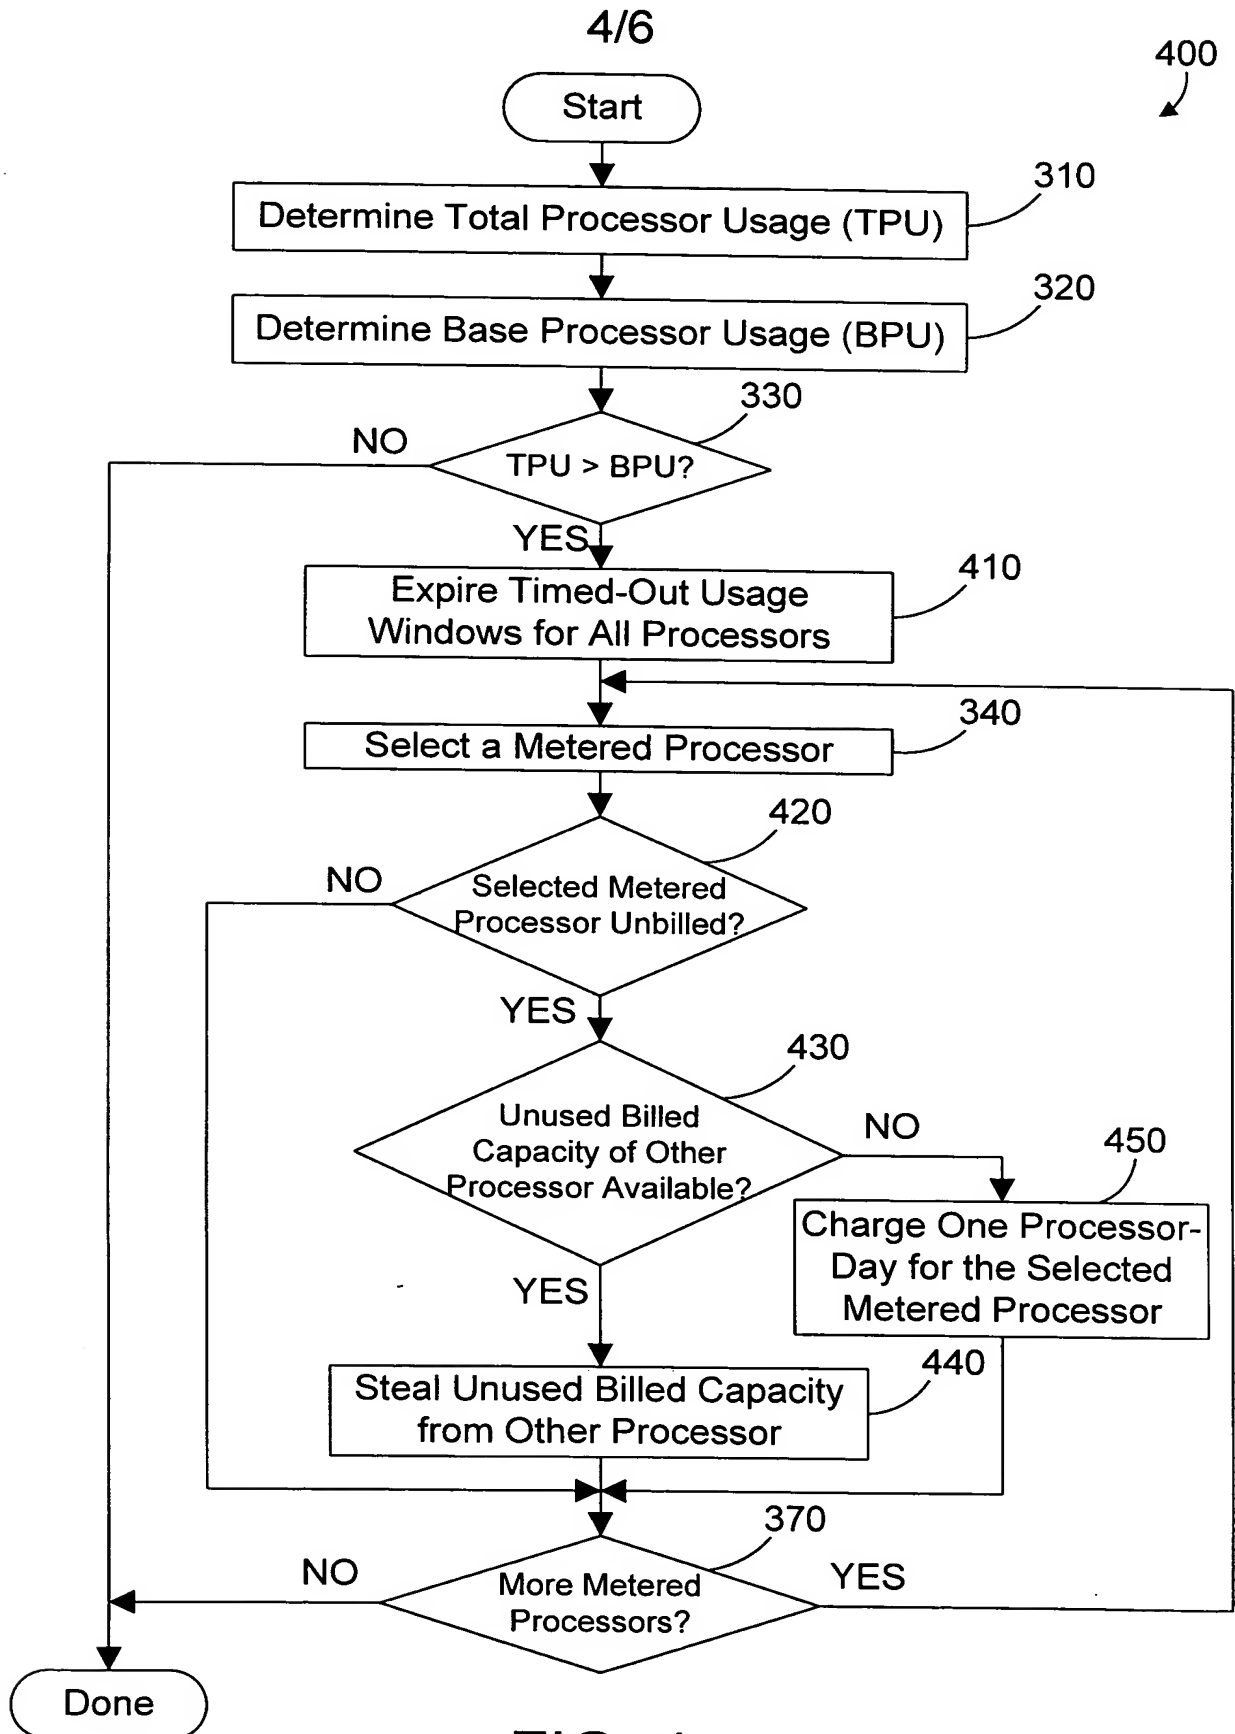 4/6
400
Start
310
Determine Total Processor Usage (TPU)
320
Determine Base Processor Usage (BPU)
330
NO
TPU > BPU?
YES
410
Expire Timed-Out Usage
Windows for All Processors
340
Select a Metered Processor
420
NO
Selected Metered
Processor Unbilled?
YES
430
Unused Billed
Capacity of Other
Processor Available?
NO
450
Charge One Processor-
Day for the Selected
Metered Processor
YES
440
Steal Unused Billed Capacity
from Other Processor
370
NO
More Metered
Processors?
YES
Done